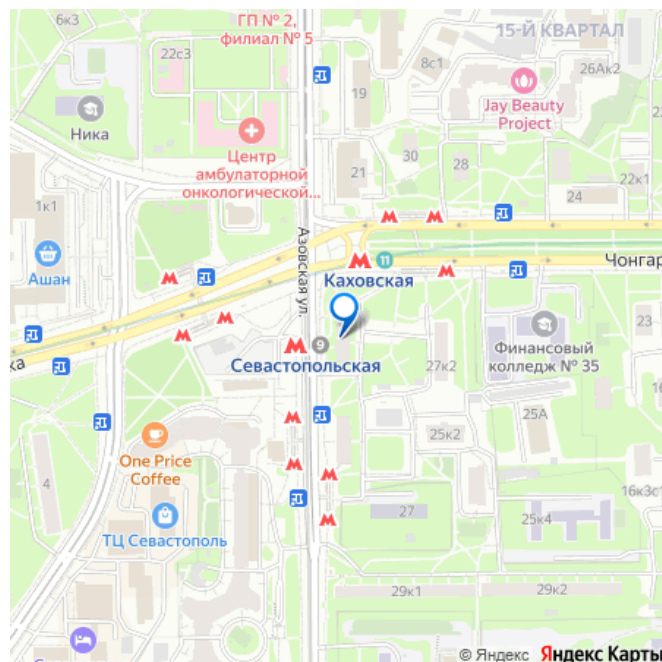 6к3
ГП № 2,
филиал № 5
15-Й КВАРТАЛ
22с3
8с1
26Ак2
19
Jay Beauty
Project
Ника
Центр
амбулаторной
онкологической...
30
28
21
22к1
24
1к1
Азовская ул.
Ашан
11
Каховская
Чонгар
23
9
Севастопольская
ка
27к2
Финансовый
колледж № 35
25А
25к2
One Price
Coffee
4
16к3с1
27
25к4
ТЦ Севастополь
29к1
29к2
С
© Яндекс Яндекс Карты